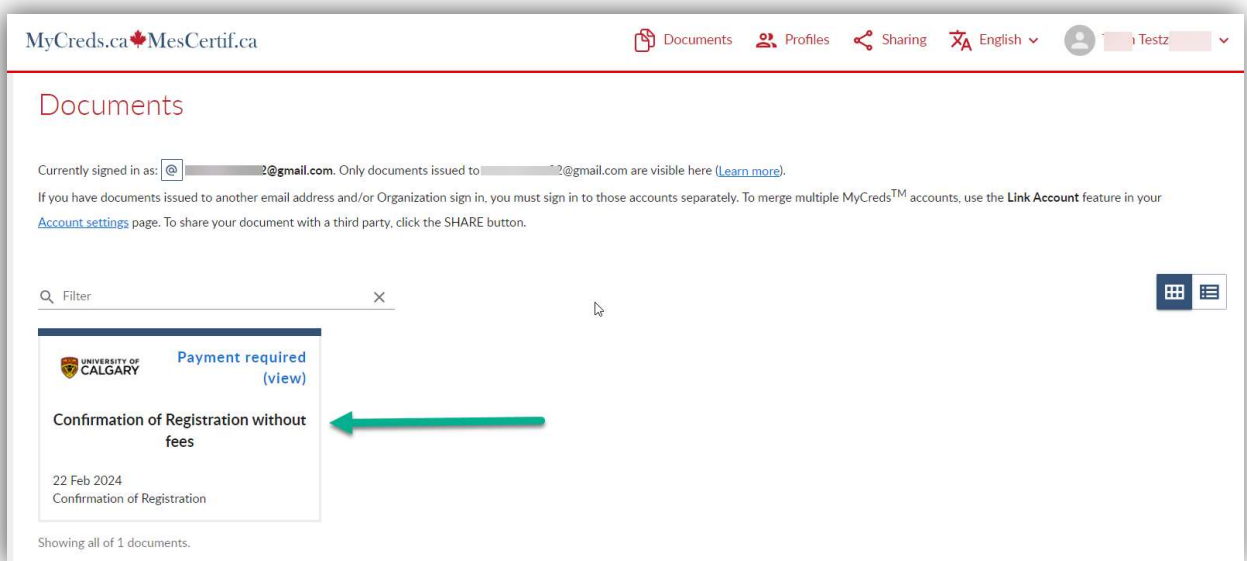 MyCreds.ca MesCertif.ca Documents Profiles Sharing English Testz
Documents
Currently signed in as: @ 2@gmail.com. Only documents issued to 2@gmail.com are visible here (Learn more).
If you have documents issued to another email address and/or Organization sign in, you must sign in to those accounts separately. To merge multiple MyCreds™ accounts, use the Link Account feature in your
Account settings page. To share your document with a third party, click the SHARE button.
Filter
UNIVERSITY OF
CALGARY
Payment required
(view)
Confirmation of Registration without
fees
22 Feb 2024
Confirmation of Registration
Showing all of 1 documents.